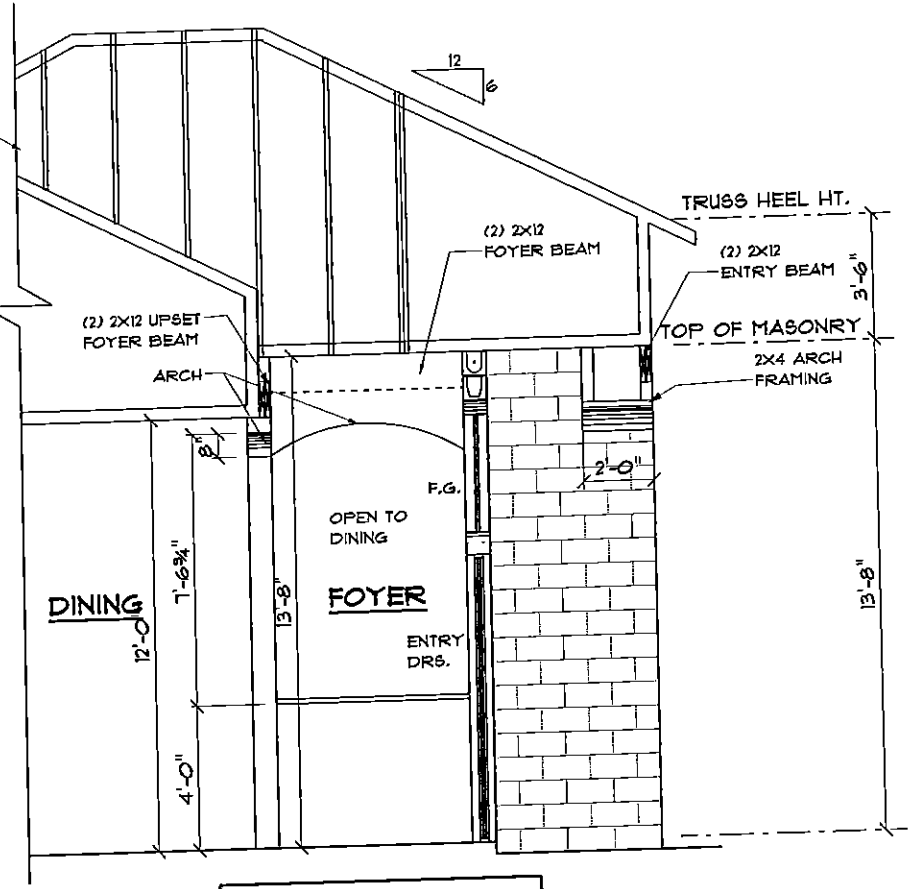 12
6
TRUSS HEEL HT.
(2) 2X12
FOYER BEAM
(2) 2X12
ENTRY BEAM
3'-6"
(2) 2X12 UPSET
FOYER BEAM
TOP OF MASONRY
ARCH
2X4 ARCH
FRAMING
8"
2'-0"
F.G.
OPEN TO
DINING
7'-6¾"
DINING
12'-0"
13'-8"
FOYER
13'-8"
ENTRY
DRS.
4'-0"